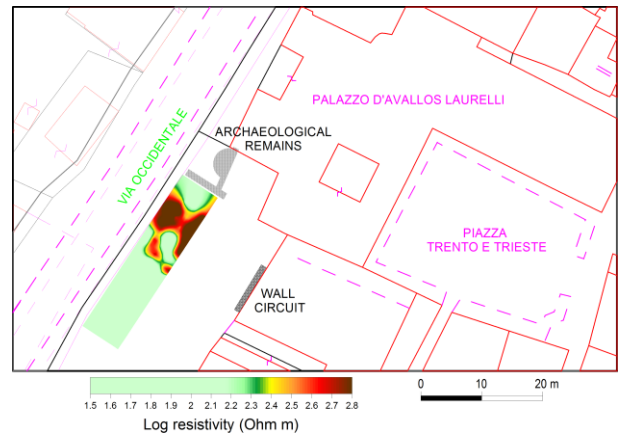 PALAZZO D'AVALLOS LAURELLI
VIA OCCIDENTALE
ARCHAEOLOGICAL
REMAINS
PIAZZA
TRENTO E TRIESTE
WALL
CIRCUIT
1.5 1.6 1.7 1.8 1.9 2 2.1 2.2 2.3 2.4 2.5 2.6 2.7 2.8
Log resistivity (Ohm m)
0 10 20 m